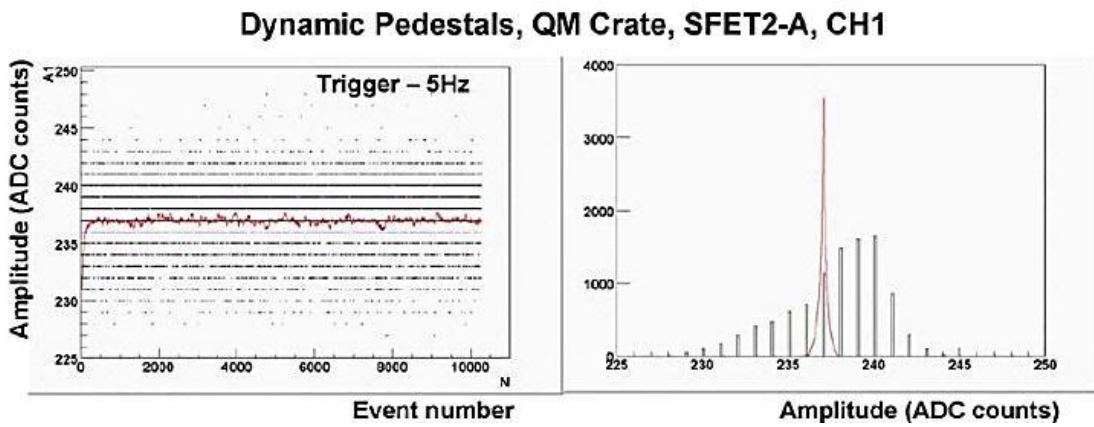 Dynamic Pedestals, QM Crate, SFET2-A, CH1
Amplitude (ADC counts)
A1
250
245
240
235
230
225
Trigger – 5Hz
0 2000 4000 6000 8000 10000
N
Event number
4000
3000
2000
1000
0
225 230 235 240 245 250
Amplitude (ADC counts)